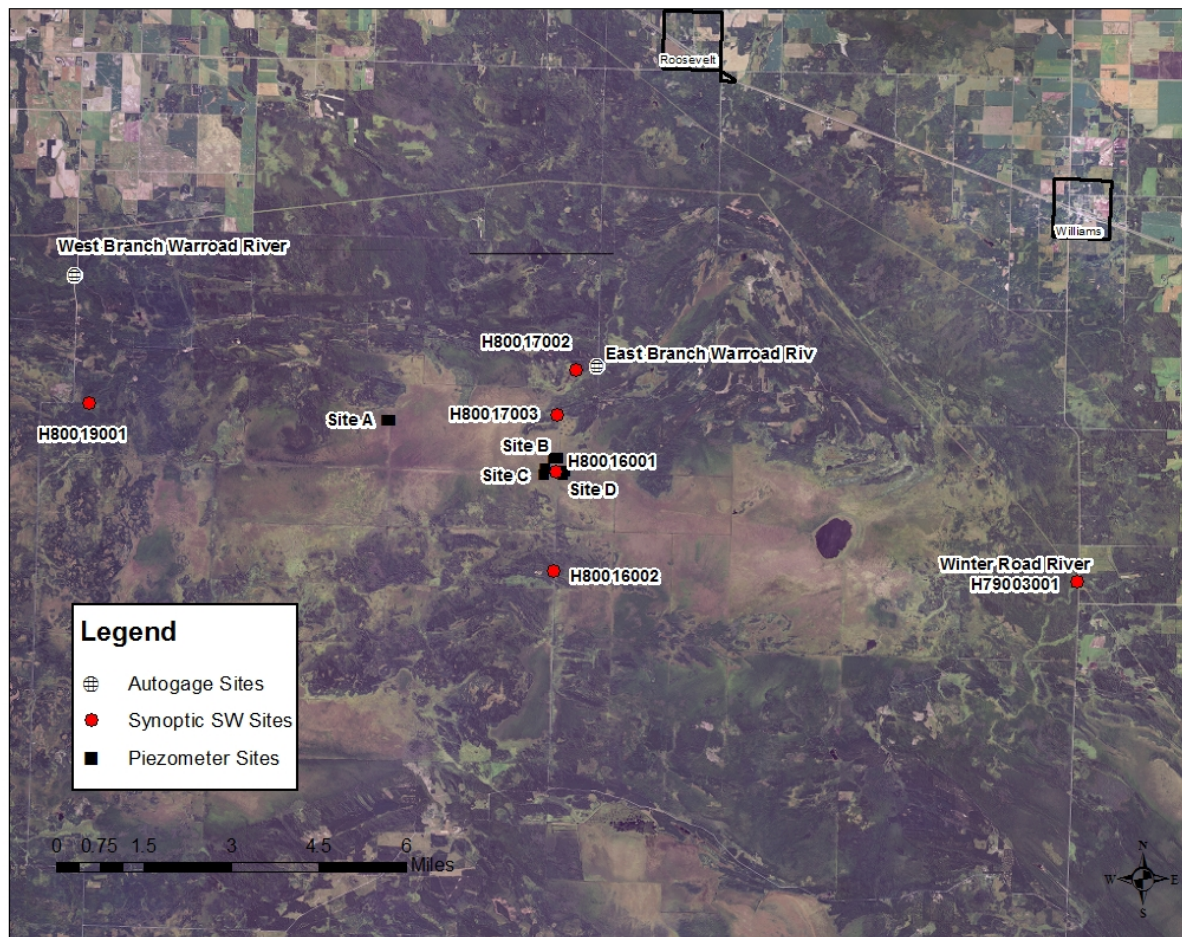 Roosevelt
Williams
West Branch Warroad River
H80017002
East Branch Warroad Riv
H80019001
Site A
H80017003
Site B
H80016001
Site C
Site D
H80016002
Winter Road River
H79003001
Legend
Autogage Sites
Synoptic SW Sites
Piezometer Sites
0 0.75 1.5 3 4.5 6
Miles
N
W E
S